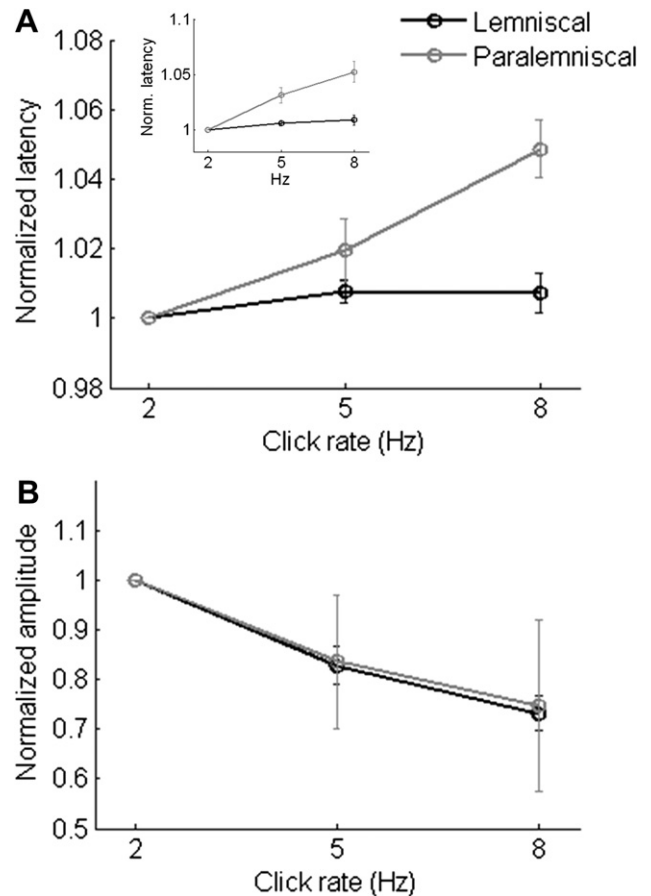 A
Lemniscal
Paralemniscal
1.08
1.06
1.04
1.02
1
0.98
Normalized latency
2 5 8
Click rate (Hz)
1.1
1.05
1
Norm. latency
2 5 8
Hz
B
1.1
1
0.9
0.8
0.7
0.6
0.5
Normalized amplitude
2 5 8
Click rate (Hz)